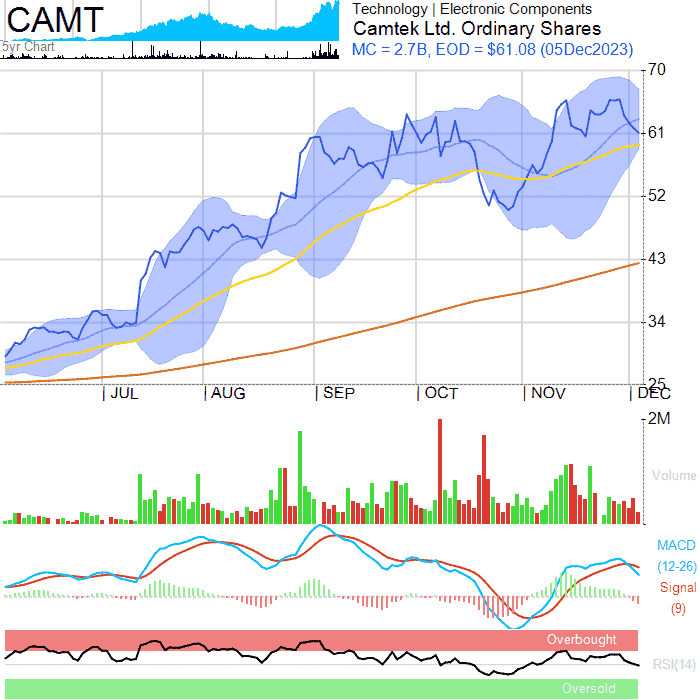 CAMT
5yr Chart
Technology | Electronic Components
Camtek Ltd. Ordinary Shares
MC = 2.7B, EOD = $61.08 (05Dec2023)
70
61
52
43
34
25
JUL AUG SEP OCT NOV DEC
2M
Volume
MACD
(12-26)
Signal
(9)
Overbought
RSI(14)
Oversold